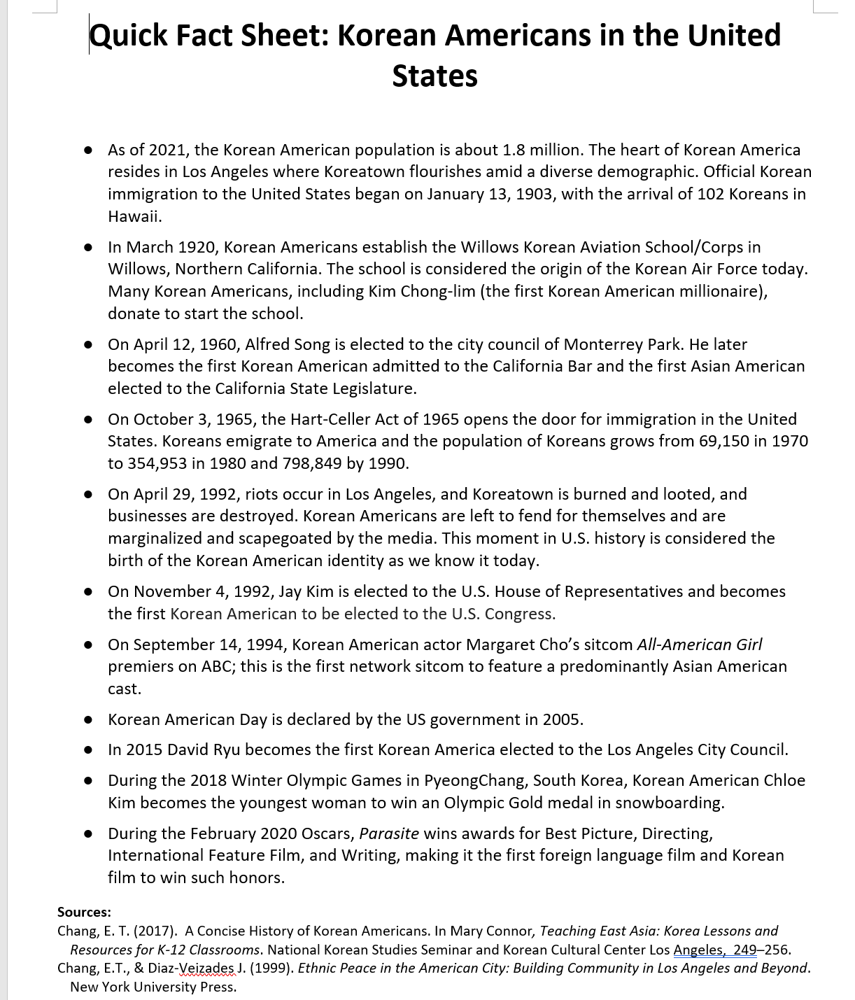 Quick Fact Sheet: Korean Americans in the United
States
● As of 2021, the Korean American population is about 1.8 million. The heart of Korean America
resides in Los Angeles where Koreatown flourishes amid a diverse demographic. Official Korean
immigration to the United States began on January 13, 1903, with the arrival of 102 Koreans in
Hawaii.
● In March 1920, Korean Americans establish the Willows Korean Aviation School/Corps in
Willows, Northern California. The school is considered the origin of the Korean Air Force today.
Many Korean Americans, including Kim Chong-lim (the first Korean American millionaire),
donate to start the school.
● On April 12, 1960, Alfred Song is elected to the city council of Monterrey Park. He later
becomes the first Korean American admitted to the California Bar and the first Asian American
elected to the California State Legislature.
● On October 3, 1965, the Hart-Celler Act of 1965 opens the door for immigration in the United
States. Koreans emigrate to America and the population of Koreans grows from 69,150 in 1970
to 354,953 in 1980 and 798,849 by 1990.
● On April 29, 1992, riots occur in Los Angeles, and Koreatown is burned and looted, and
businesses are destroyed. Korean Americans are left to fend for themselves and are
marginalized and scapegoated by the media. This moment in U.S. history is considered the
birth of the Korean American identity as we know it today.
● On November 4, 1992, Jay Kim is elected to the U.S. House of Representatives and becomes
the first Korean American to be elected to the U.S. Congress.
● On September 14, 1994, Korean American actor Margaret Cho’s sitcom All-American Girl
premiers on ABC; this is the first network sitcom to feature a predominantly Asian American
cast.
● Korean American Day is declared by the US government in 2005.
● In 2015 David Ryu becomes the first Korean America elected to the Los Angeles City Council.
● During the 2018 Winter Olympic Games in PyeongChang, South Korea, Korean American Chloe
Kim becomes the youngest woman to win an Olympic Gold medal in snowboarding.
● During the February 2020 Oscars, Parasite wins awards for Best Picture, Directing,
International Feature Film, and Writing, making it the first foreign language film and Korean
film to win such honors.
Sources:
Chang, E. T. (2017).  A Concise History of Korean Americans. In Mary Connor, Teaching East Asia: Korea Lessons and
Resources for K-12 Classrooms. National Korean Studies Seminar and Korean Cultural Center Los Angeles,  249–256.
Chang, E.T., & Diaz-Veizades J. (1999). Ethnic Peace in the American City: Building Community in Los Angeles and Beyond.
New York University Press.